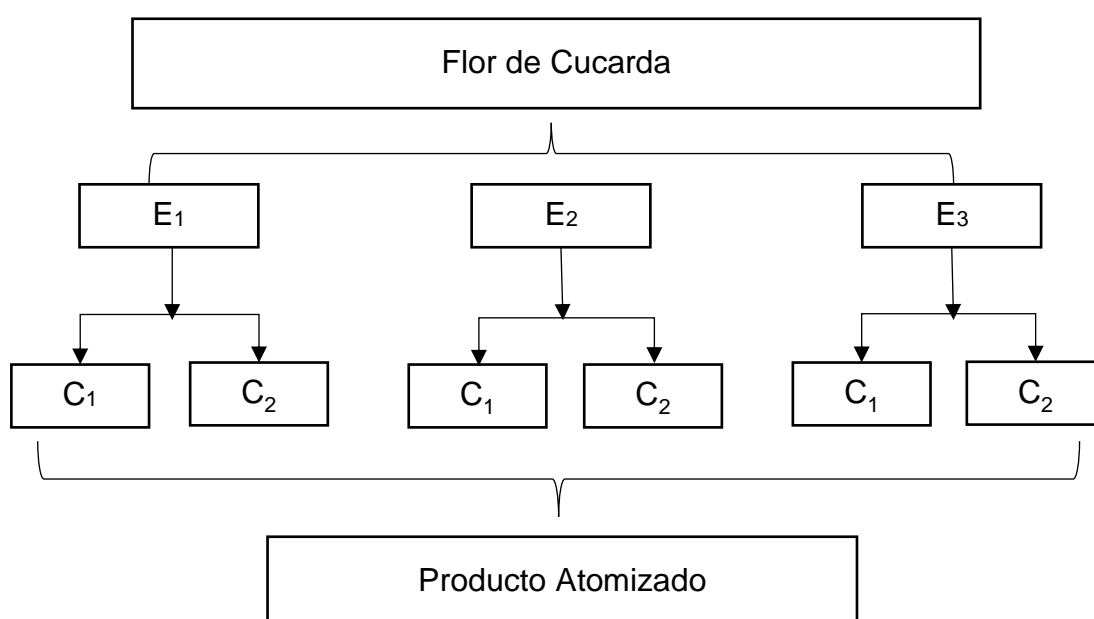 Flor de Cucarda
E1 E2 E3
C1 C2 C1 C2 C1 C2
Producto Atomizado